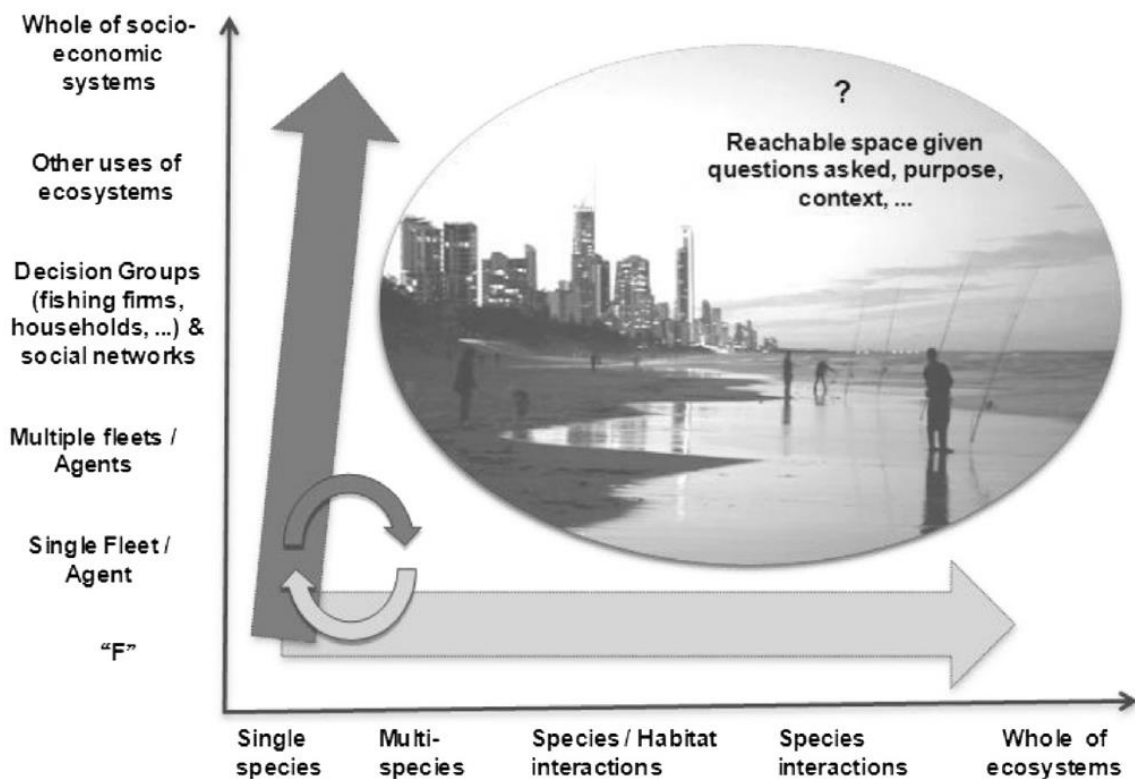 Whole of socio-
economic
systems
Other uses of
ecosystems
Decision Groups
(fishing firms,
households, ...) &
social networks
Multiple fleets /
Agents
Single Fleet /
Agent
“F”
?
Reachable space given
questions asked, purpose,
context, ...
Single
species
Multi-
species
Species / Habitat
interactions
Species
interactions
Whole of
ecosystems